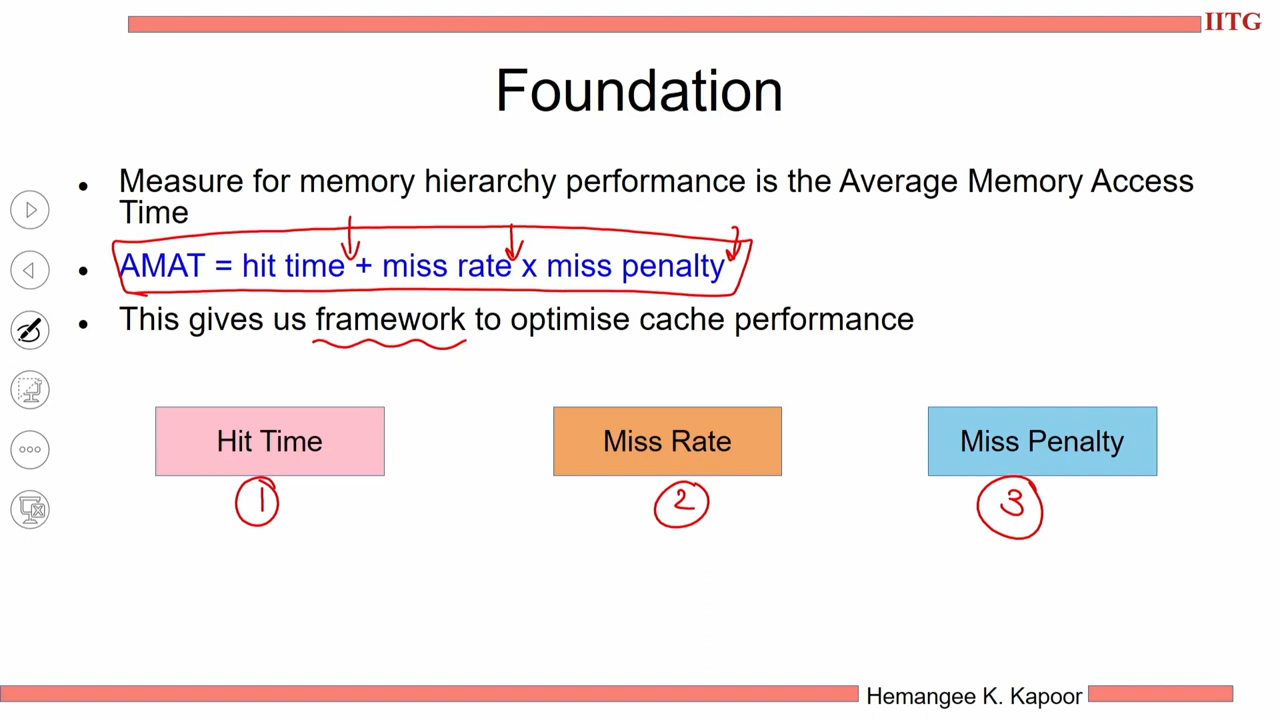 IITG
Foundation
• Measure for memory hierarchy performance is the Average Memory Access
Time
• AMAT = hit time + miss rate x miss penalty
• This gives us framework to optimise cache performance
Hit Time Miss Rate Miss Penalty
1 2 3
Hemangee K. Kapoor